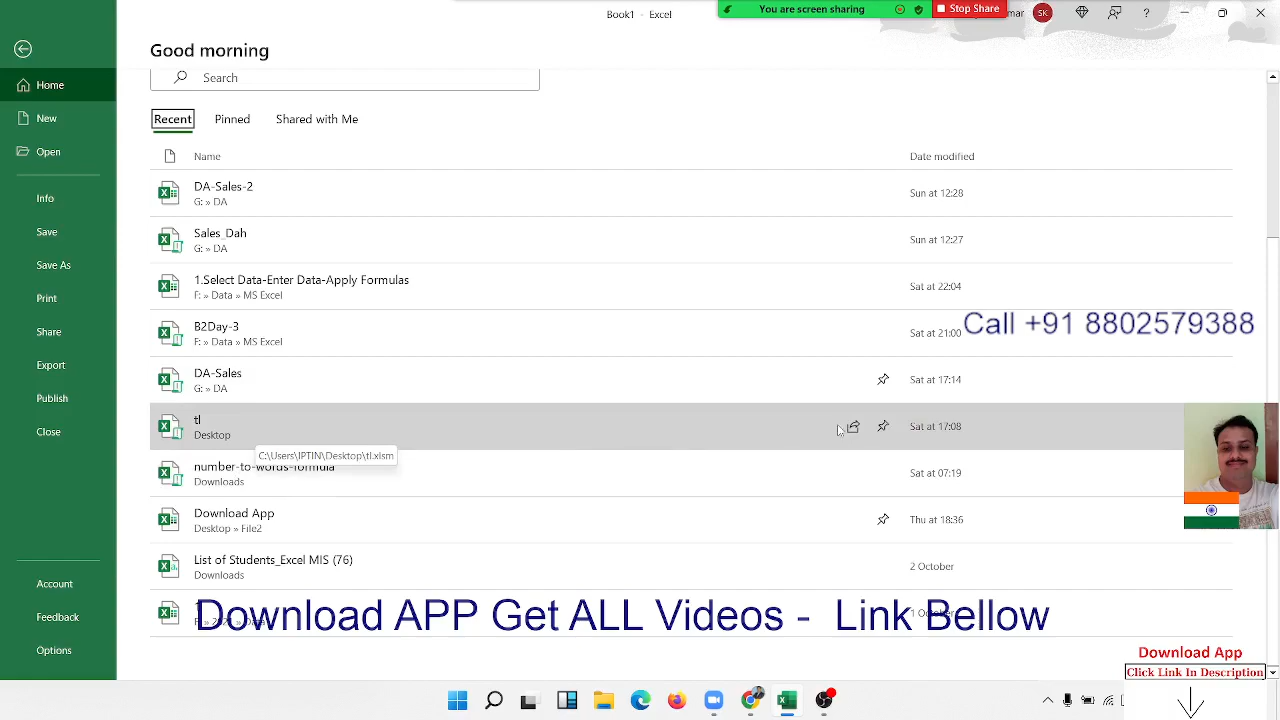 Book1 - Excel
You are screen sharing
Stop Share
mar
SK
?
Good morning
Home
New
Open
Info
Save
Save As
Print
Share
Export
Publish
Close
Account
Feedback
Options
Search
Recent
Pinned
Shared with Me
Name
Date modified
DA-Sales-2
G: » DA
Sun at 12:28
Sales_Dah
G: » DA
Sun at 12:27
1.Select Data-Enter Data-Apply Formulas
F: » Data » MS Excel
Sat at 22:04
B2Day-3
F: » Data » MS Excel
Sat at 21:00
Call +91 8802579388
DA-Sales
G: » DA
Sat at 17:14
tl
Desktop
Sat at 17:08
C:\Users\IPTIN\Desktop\tl.xlsm
number-to-words-formula
Downloads
Sat at 07:19
Download App
Desktop » File2
Thu at 18:36
List of Students_Excel MIS (76)
Downloads
2 October
1 October
Download APP Get ALL Videos - Link Bellow
Download App
Click Link In Description